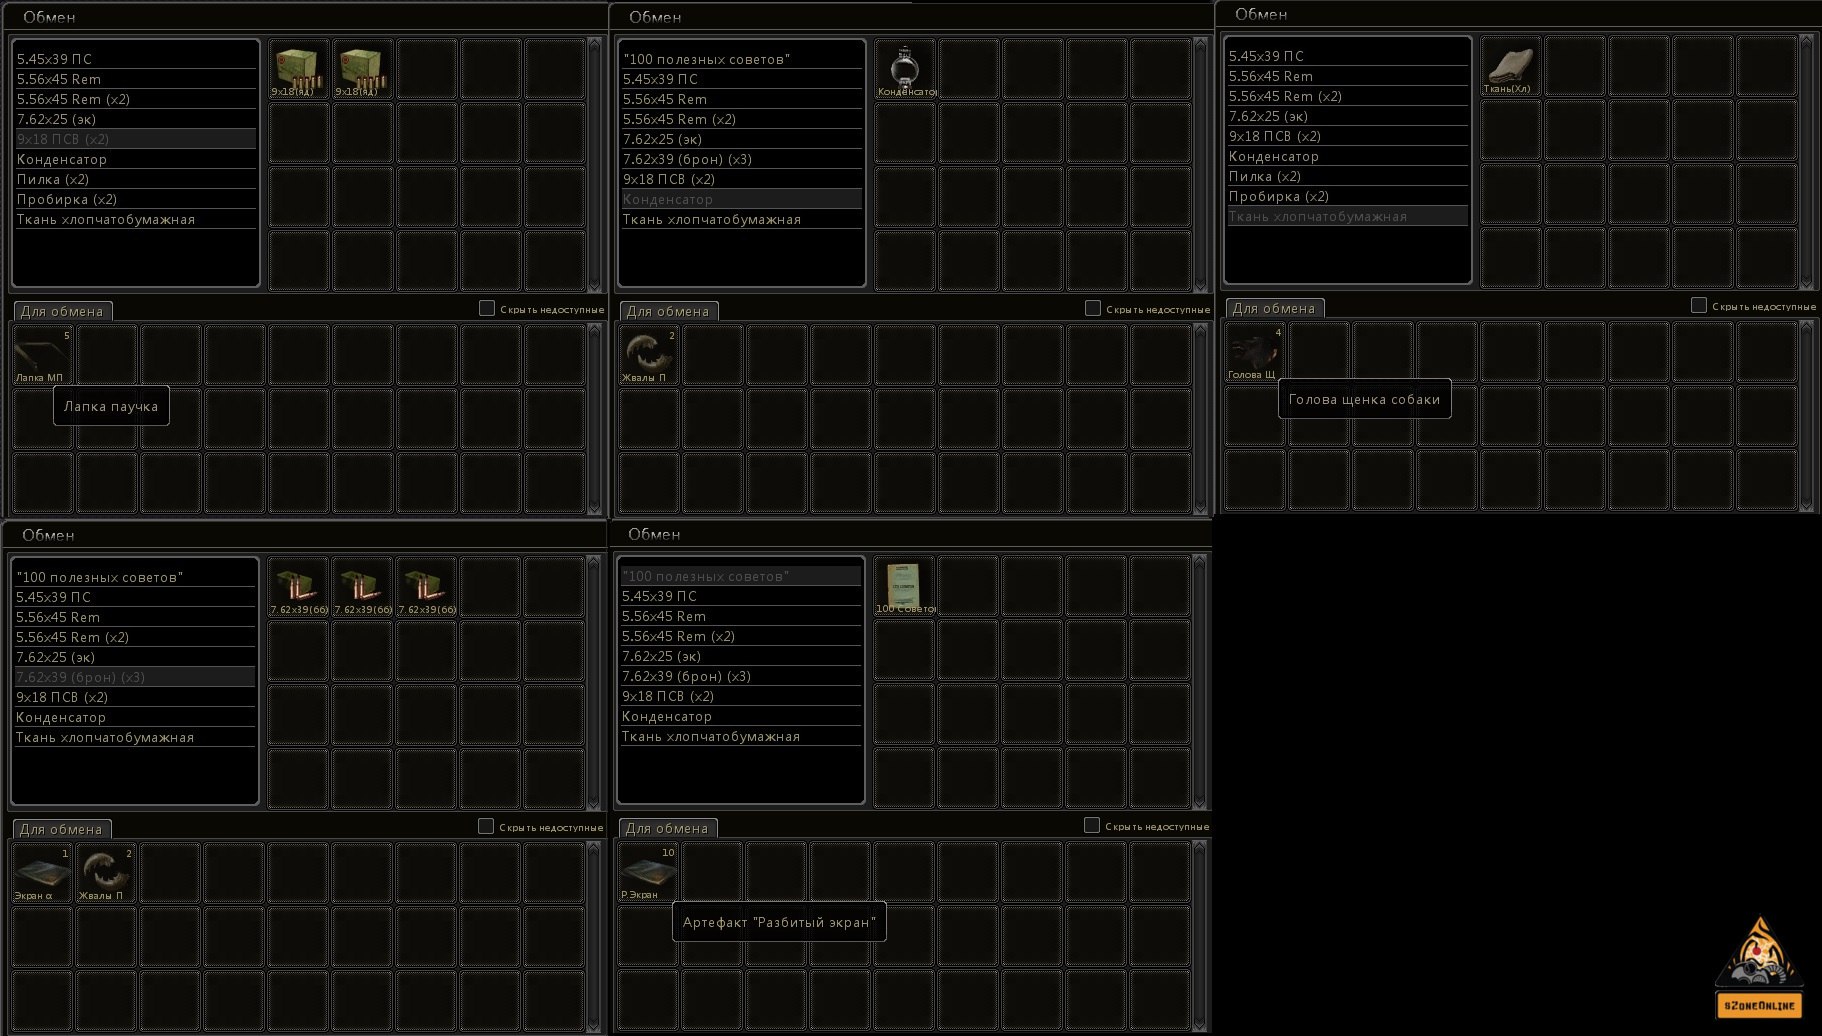 Обмен
5.45x39 ПС
5.56x45 Rem
5.56x45 Rem (x2)
7.62x25 (эк)
9x18 ПСВ (x2)
Конденсатор
Пилка (x2)
Пробирка (x2)
Ткань хлопчатобумажная
9x18(яд)
9x18(яд)
Для обмена
Скрыть недоступные
5
Лапка МП
Лапка паучка
Обмен
"100 полезных советов"
5.45x39 ПС
5.56x45 Rem
5.56x45 Rem (x2)
7.62x25 (эк)
7.62x39 (брон) (x3)
9x18 ПСВ (x2)
Конденсатор
Ткань хлопчатобумажная
Конденсатор
Для обмена
Скрыть недоступные
2
Жвалы П
Обмен
5.45x39 ПС
5.56x45 Rem
5.56x45 Rem (x2)
7.62x25 (эк)
9x18 ПСВ (x2)
Конденсатор
Пилка (x2)
Пробирка (x2)
Ткань хлопчатобумажная
Ткань(Хл)
Для обмена
Скрыть недоступные
4
Голова Щ
Голова щенка собаки
Обмен
"100 полезных советов"
5.45x39 ПС
5.56x45 Rem
5.56x45 Rem (x2)
7.62x25 (эк)
7.62x39 (брон) (x3)
9x18 ПСВ (x2)
Конденсатор
Ткань хлопчатобумажная
7.62x39(бб)
7.62x39(бб)
7.62x39(бб)
Для обмена
Скрыть недоступные
1
Экран α
2
Жвалы П
Обмен
"100 полезных советов"
5.45x39 ПС
5.56x45 Rem
5.56x45 Rem (x2)
7.62x25 (эк)
7.62x39 (брон) (x3)
9x18 ПСВ (x2)
Конденсатор
Ткань хлопчатобумажная
100 Советов
Для обмена
Скрыть недоступные
10
Р.Экран
Артефакт "Разбитый экран"
sZoneOnline